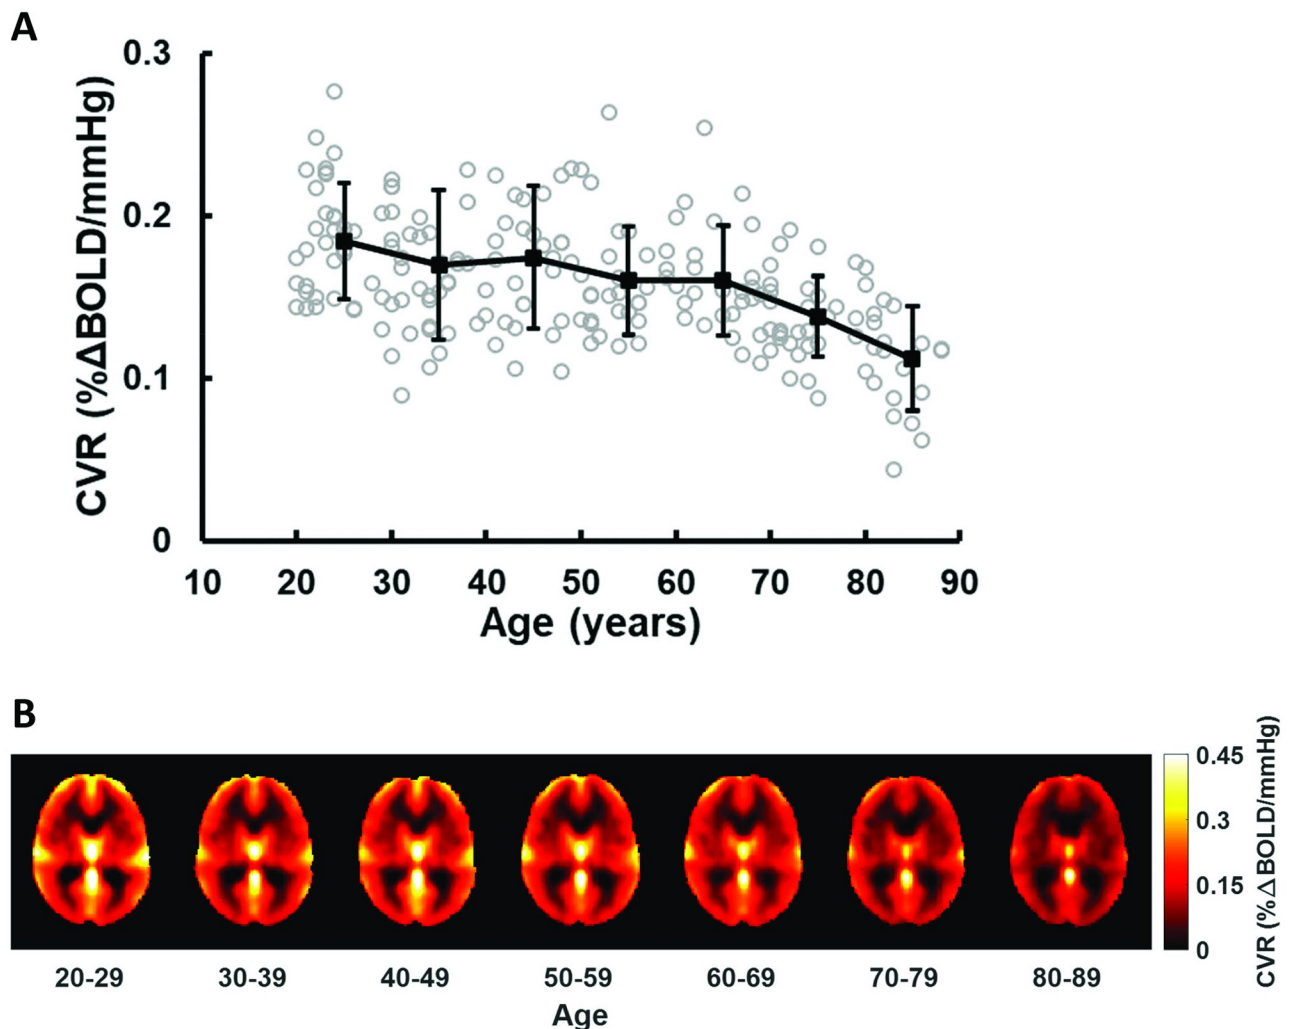 A
CVR (%ΔBOLD/mmHg)
0.3
0.2
0.1
0
10 20 30 40 50 60 70 80 90
Age (years)
B
0.45
0.3
0.15
0
CVR (%ΔBOLD/mmHg)
20-29 30-39 40-49 50-59 60-69 70-79 80-89
Age